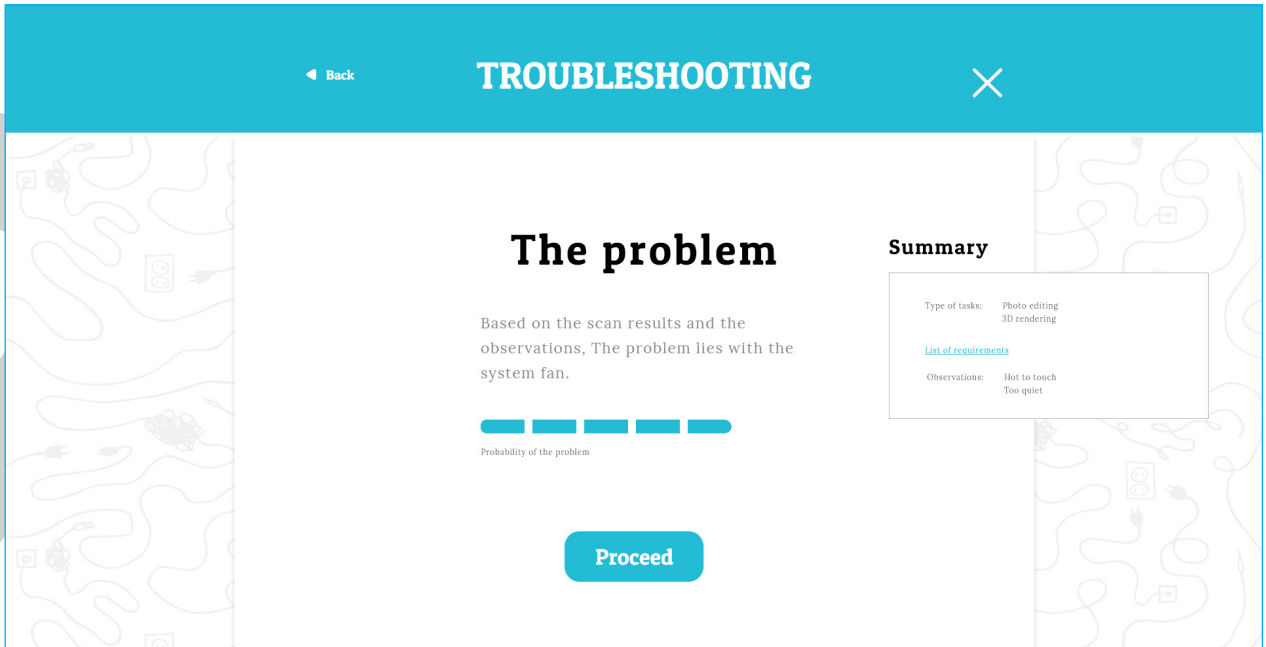 Back
TROUBLESHOOTING
The problem
Based on the scan results and the
observations, The problem lies with the
system fan.
Probability of the problem
Proceed
Summary
Type of tasks: Photo editing
3D rendering
List of requirements
Observations: Hot to touch
Too quiet